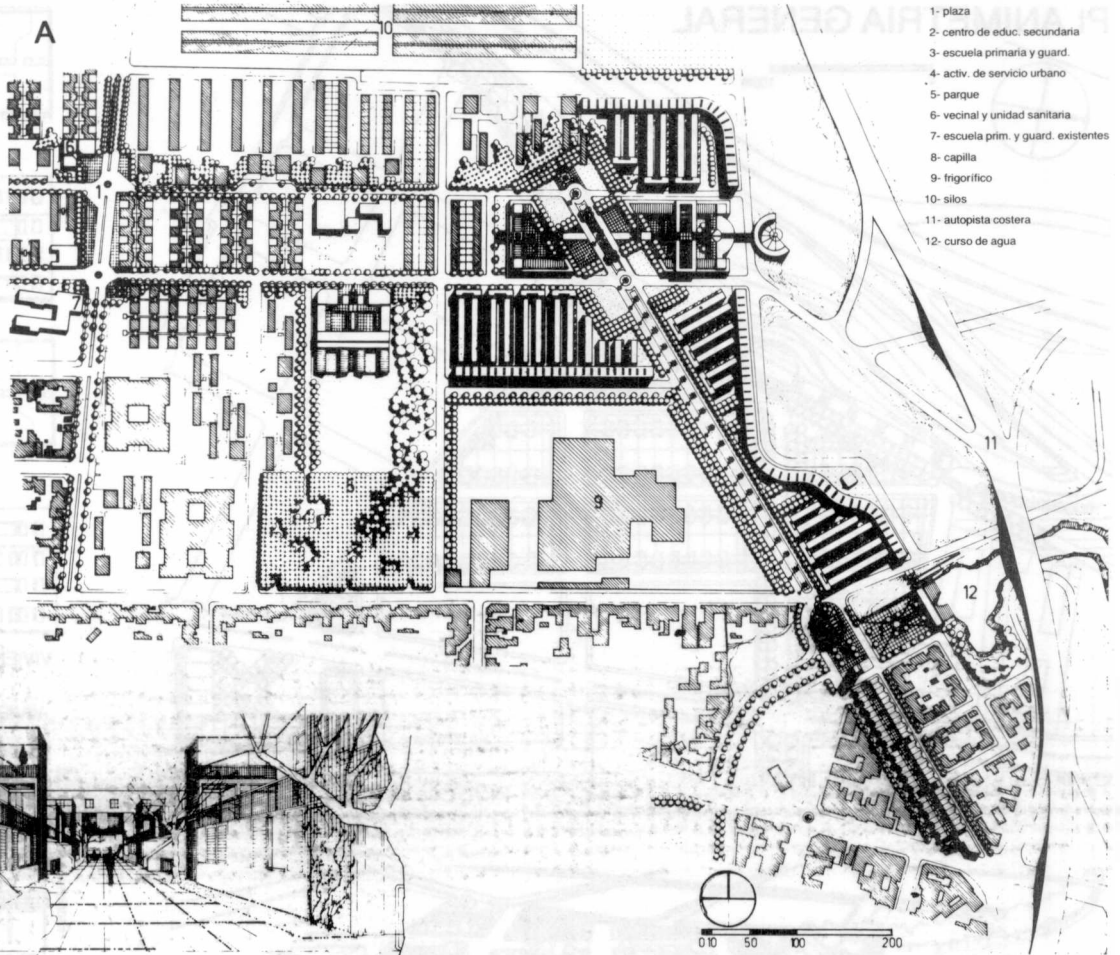 A
1- plaza
2- centro de educ. secundaria
3- escuela primaria y guard.
4- activ. de servicio urbano
5- parque
6- vecinal y unidad sanitaria
7- escuela prim. y guard. existentes
8- capilla
9- frigorífico
10- silos
11- autopista costera
12- curso de agua
10
1
7
9
11
12
0 10 50 100 200
PLANIMETRIA GENERAL